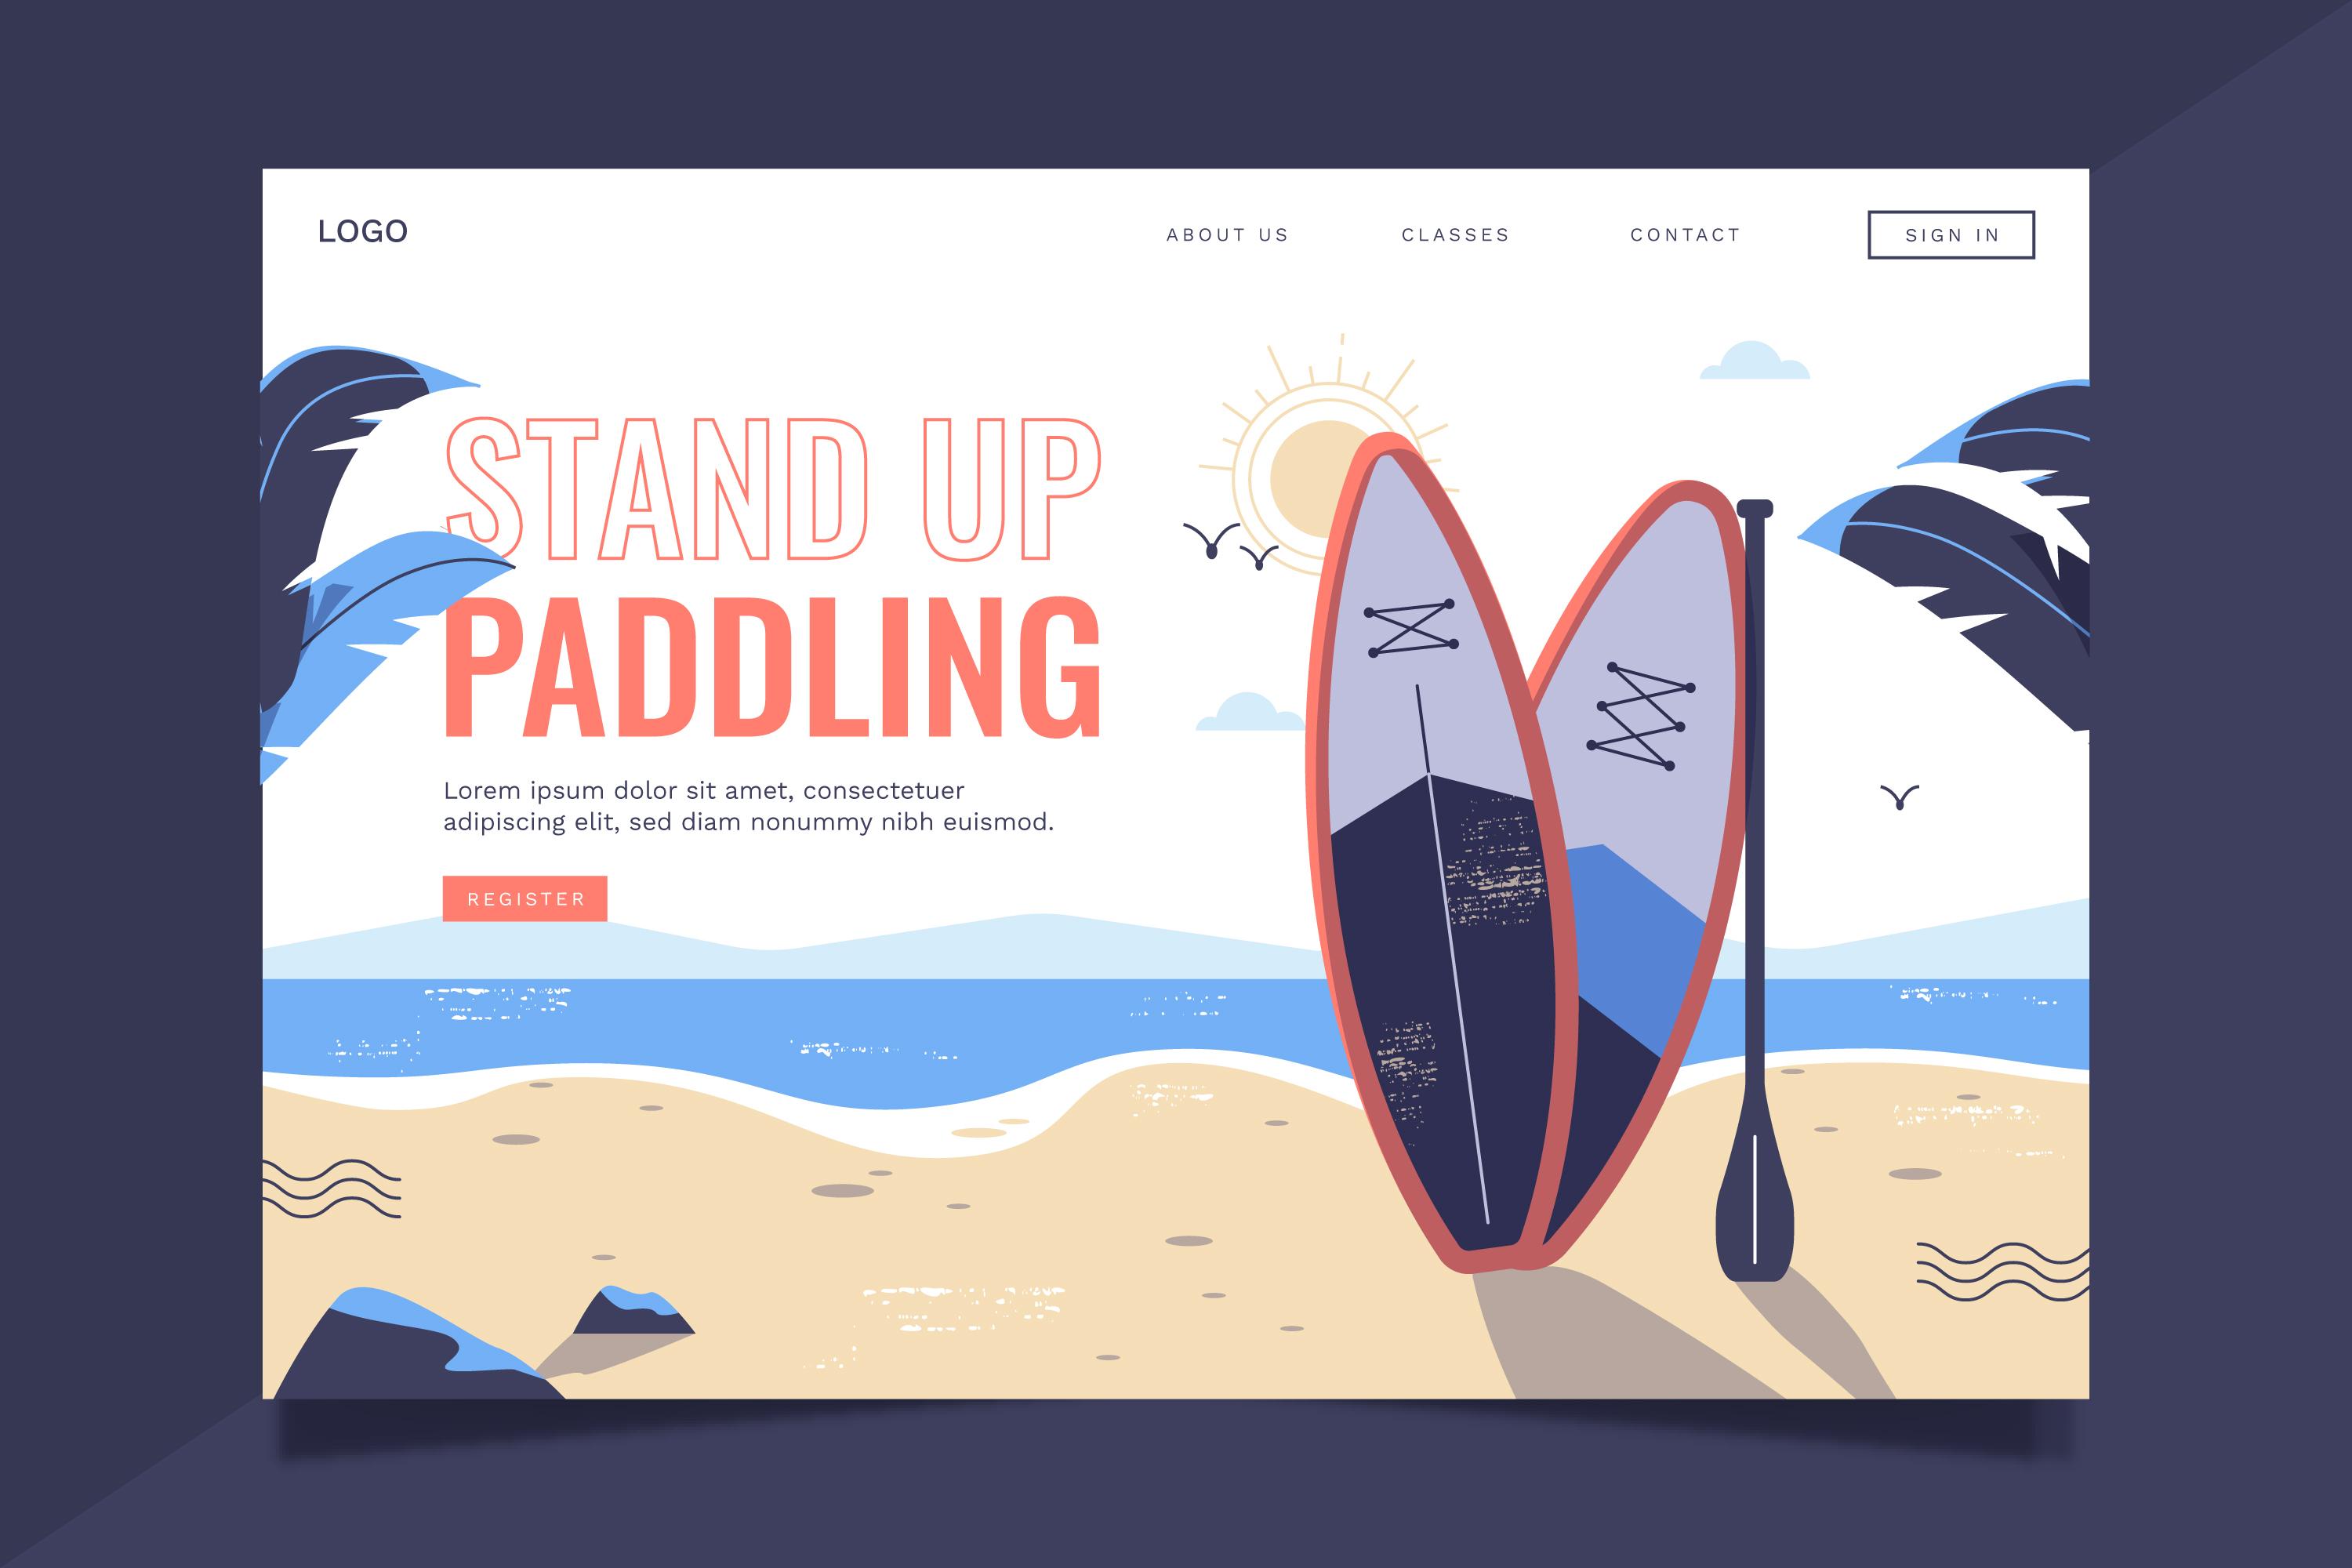 LOGO
ABOUT US
CLASSES
CONTACT
SIGN IN
STAND UP
PADDLING
Lorem ipsum dolor sit amet, consectetuer
adipiscing elit, sed diam nonummy nibh euismod.
REGISTER